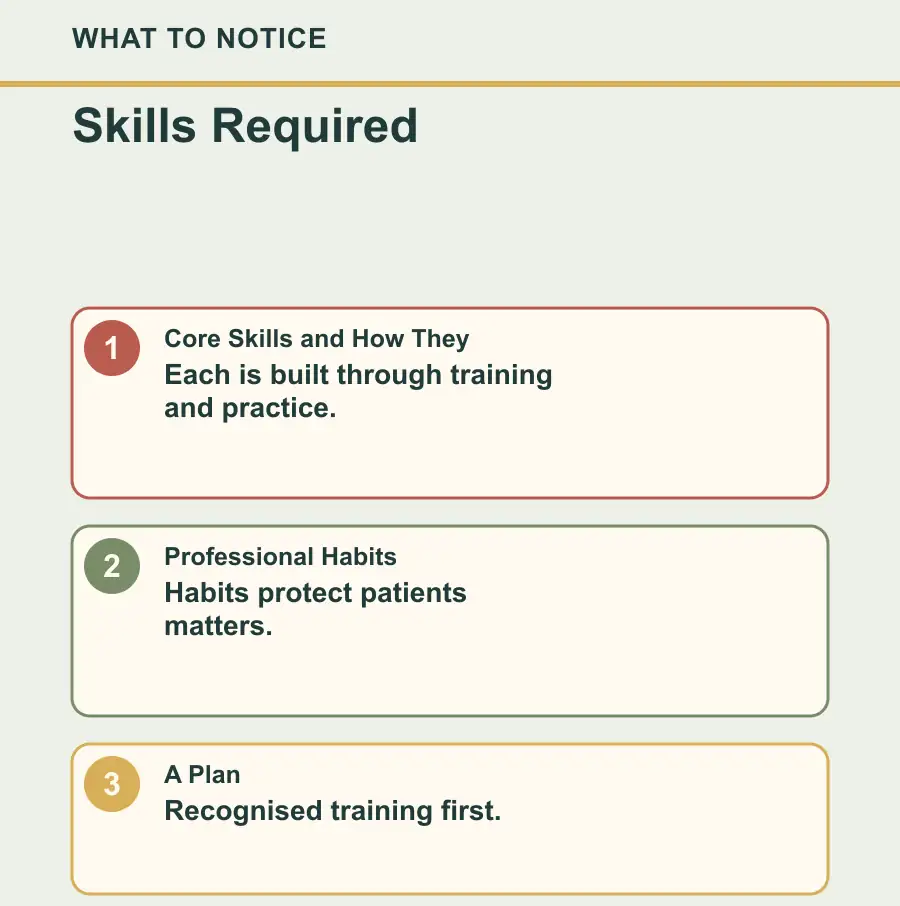 WHAT TO NOTICE
Skills Required
1
Core Skills and How They
Each is built through training
and practice.
2
Professional Habits
Habits protect patients
matters.
3
A Plan
Recognised training first.